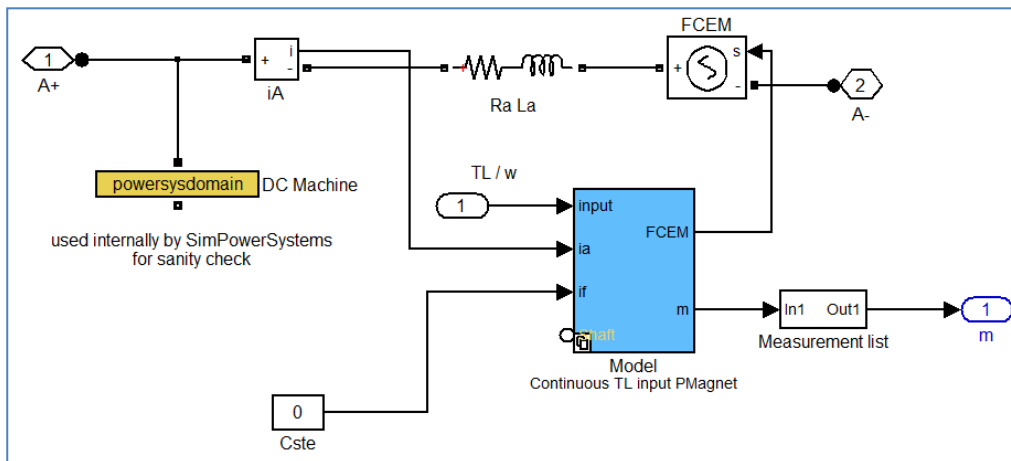 FCEM
1
A+
+
i
-
iA
Ra La
+
s
-
2
A-
powersysdomain
DC Machine
used internally by SimPowerSystems
for sanity check
TL / w
1
input
FCEM
ia
if
m
Shaft
Model
Continuous TL input PMagnet
In1
Out1
Measurement list
1
m
0
Cste